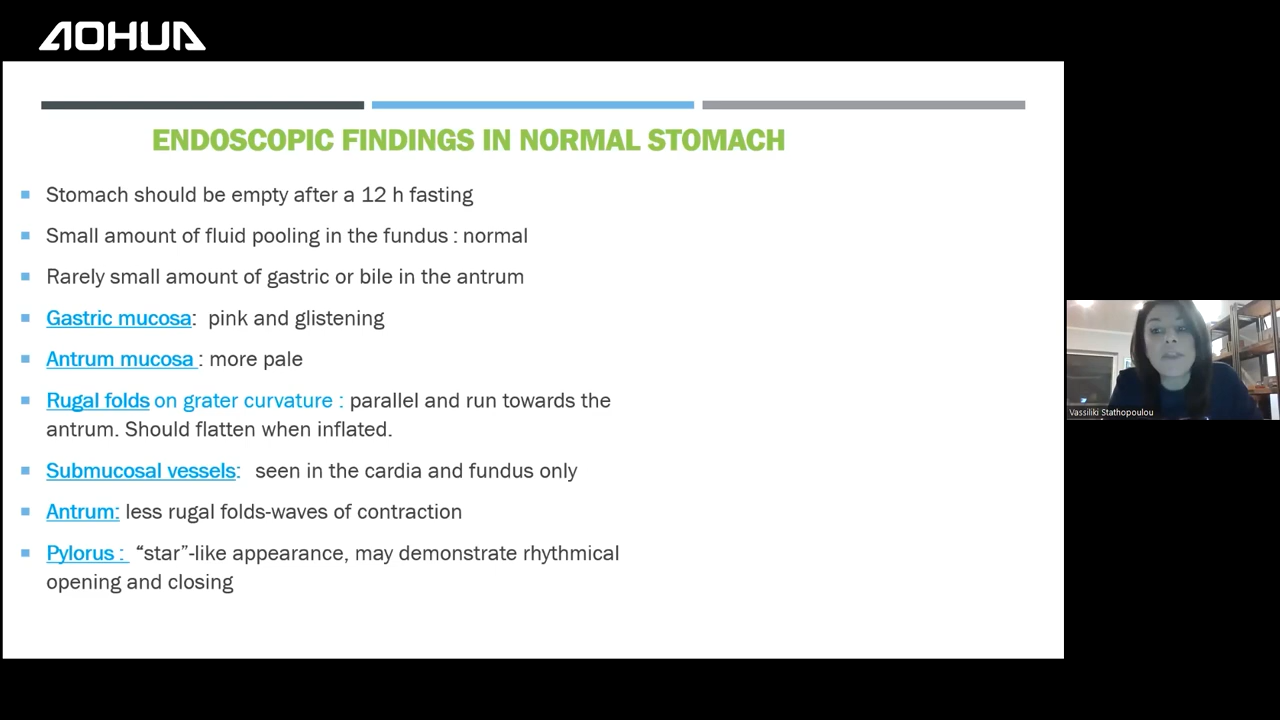 AOHUA
ENDOSCOPIC FINDINGS IN NORMAL STOMACH
Stomach should be empty after a 12 h fasting
Small amount of fluid pooling in the fundus : normal
Rarely small amount of gastric or bile in the antrum
Gastric mucosa: pink and glistening
Antrum mucosa : more pale
Rugal folds on grater curvature : parallel and run towards the
antrum. Should flatten when inflated.
Submucosal vessels: seen in the cardia and fundus only
Antrum: less rugal folds-waves of contraction
Pylorus : “star”-like appearance, may demonstrate rhythmical
opening and closing
Vassiliki Stathopoulou